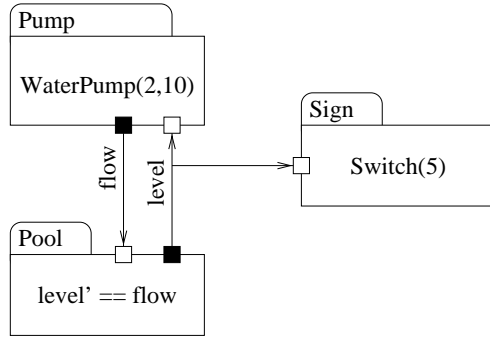 Pump
WaterPump(2,10)
Sign
Switch(5)
flow
level
Pool
level’ == flow